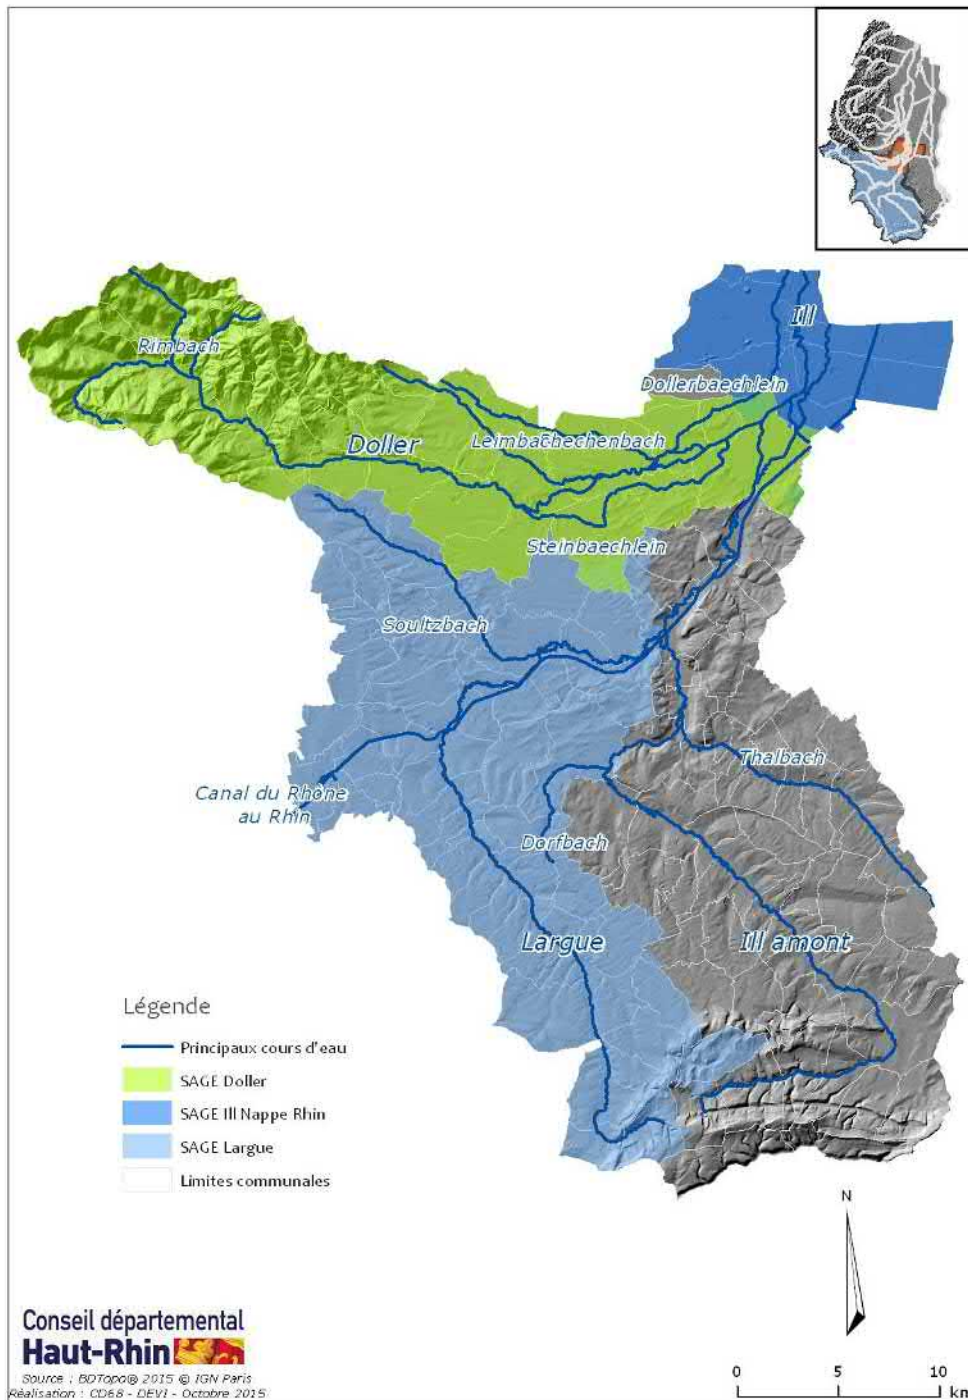 Ill
Rimbach
Dollerbaechlein
Doller
Leimbachechenbach
Steinbaechlein
Soultzbach
Thalbach
Canal du Rhône
au Rhin
Dorfbach
Largue
Ill amont
Légende
Principaux cours d'eau
SAGE Doller
SAGE Ill Nappe Rhin
SAGE Largue
Limites communales
N
Conseil départemental
Haut-Rhin
Source : BDTopo® 2015 © IGN Paris
Réalisation : CD68 - DEVI - Octobre 2015
0 5 10
km